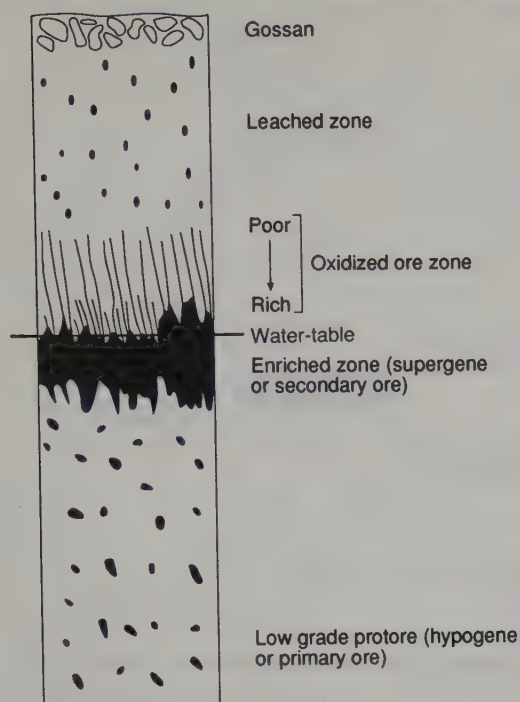 Gossan
Leached zone
Poor
Oxidized ore zone
Rich
Water-table
Enriched zone (supergene
or secondary ore)
Low grade protore (hypogene
or primary ore)